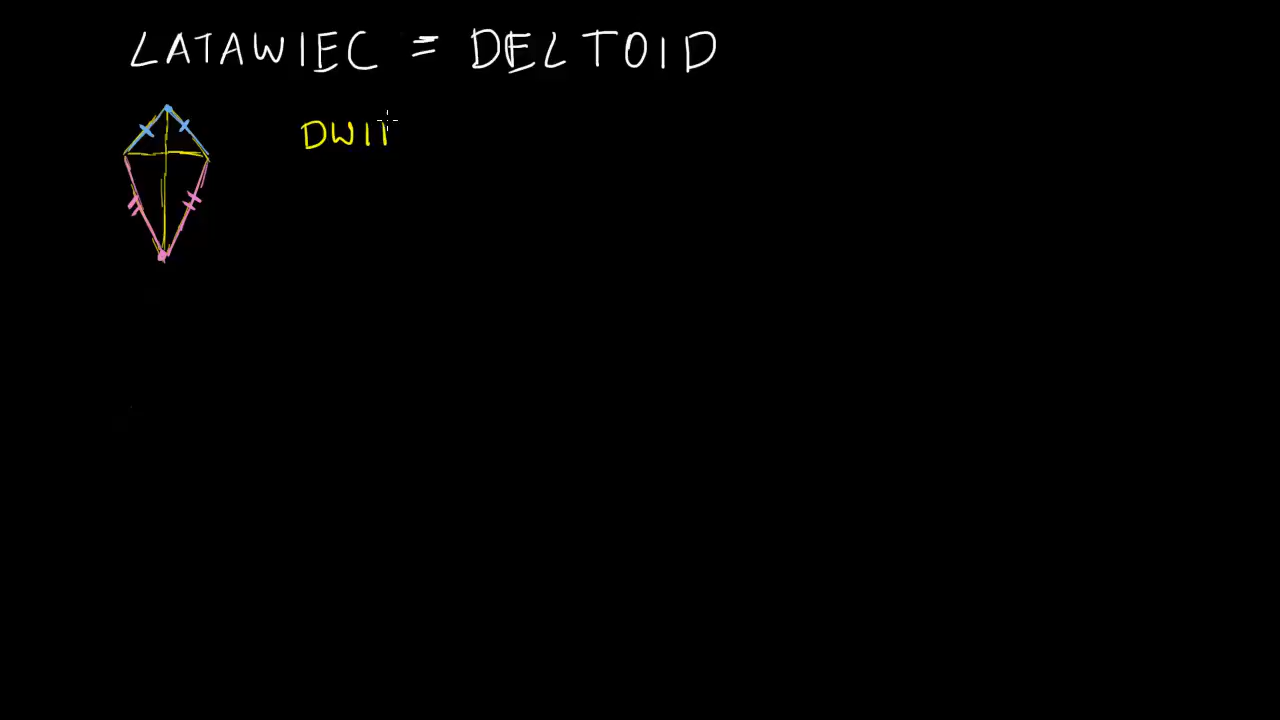 LATAWIEC = DELTOID